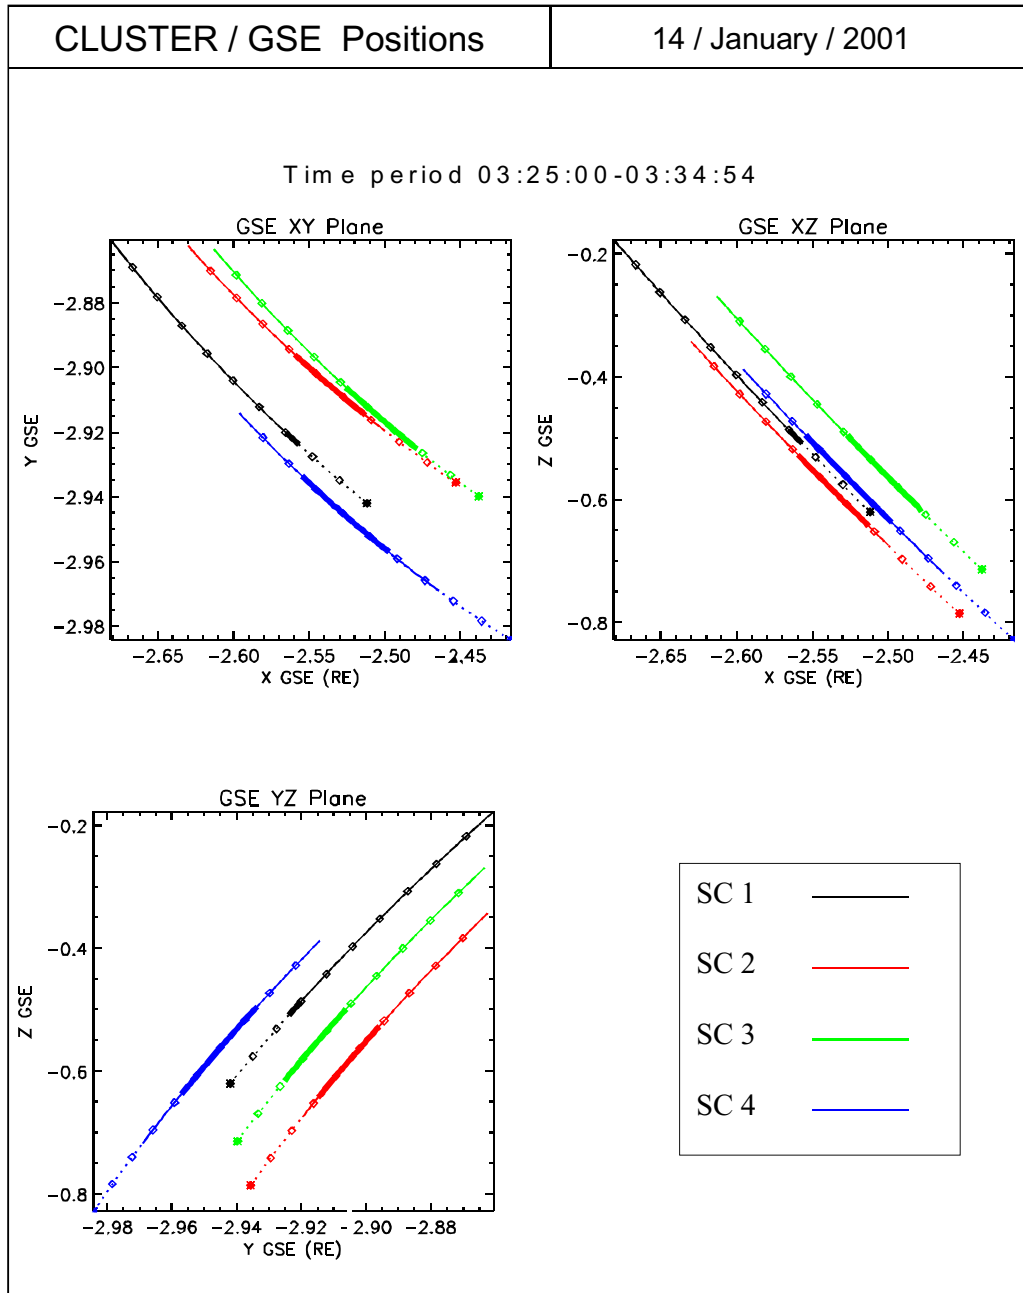 CLUSTER / GSE Positions
14 / January / 2001
Time period 03:25:00-03:34:54
GSE XY Plane
Y GSE
-2.88
-2.90
-2.92
-2.94
-2.96
-2.98
-2.65 -2.60 -2.55 -2.50 -2.45
X GSE (RE)
GSE XZ Plane
Z GSE
-0.2
-0.4
-0.6
-0.8
-2.65 -2.60 -2.55 -2.50 -2.45
X GSE (RE)
GSE YZ Plane
Z GSE
-0.2
-0.4
-0.6
-0.8
-2.98 -2.96 -2.94 -2.92 -2.90 -2.88
Y GSE (RE)
SC 1
SC 2
SC 3
SC 4